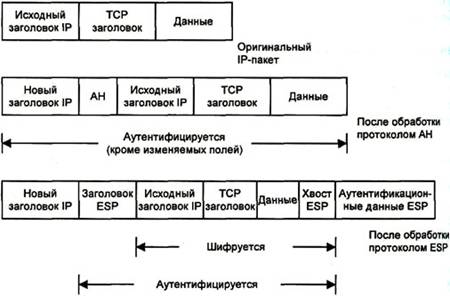 Исходный TCP Данные
заголовок IP заголовок
Оригинальный
IP-пакет
Новый АН Исходный TCP Данные
заголовок IP заголовок IP заголовок
После обработки
протоколом АН
Аутентифицируется
(кроме изменяемых полей)
Новый Заголовок Исходный TCP Данные Хвост Аутентификацион-
заголовок IP ESP заголовок IP заголовок ESP ные данные ESP
После обработки
протоколом ESP
Шифруется
Аутентифицируется